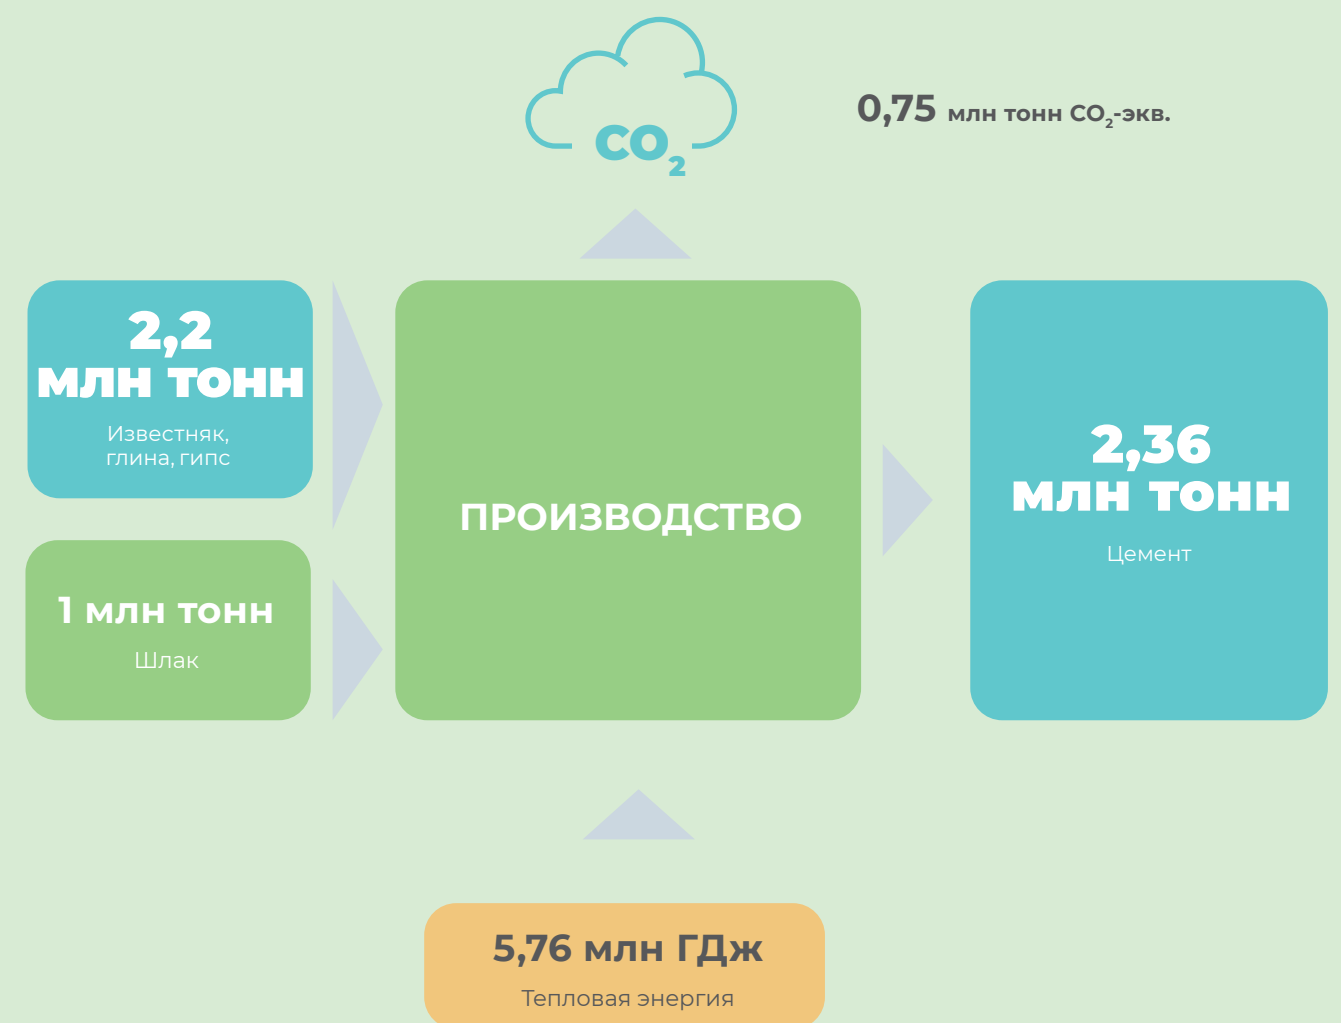 CO₂
0,75 млн тонн CO₂-экв.
2,2
млн тонн
Известняк,
глина, гипс
1 млн тонн
Шлак
ПРОИЗВОДСТВО
2,36
млн тонн
Цемент
5,76 млн ГДж
Тепловая энергия